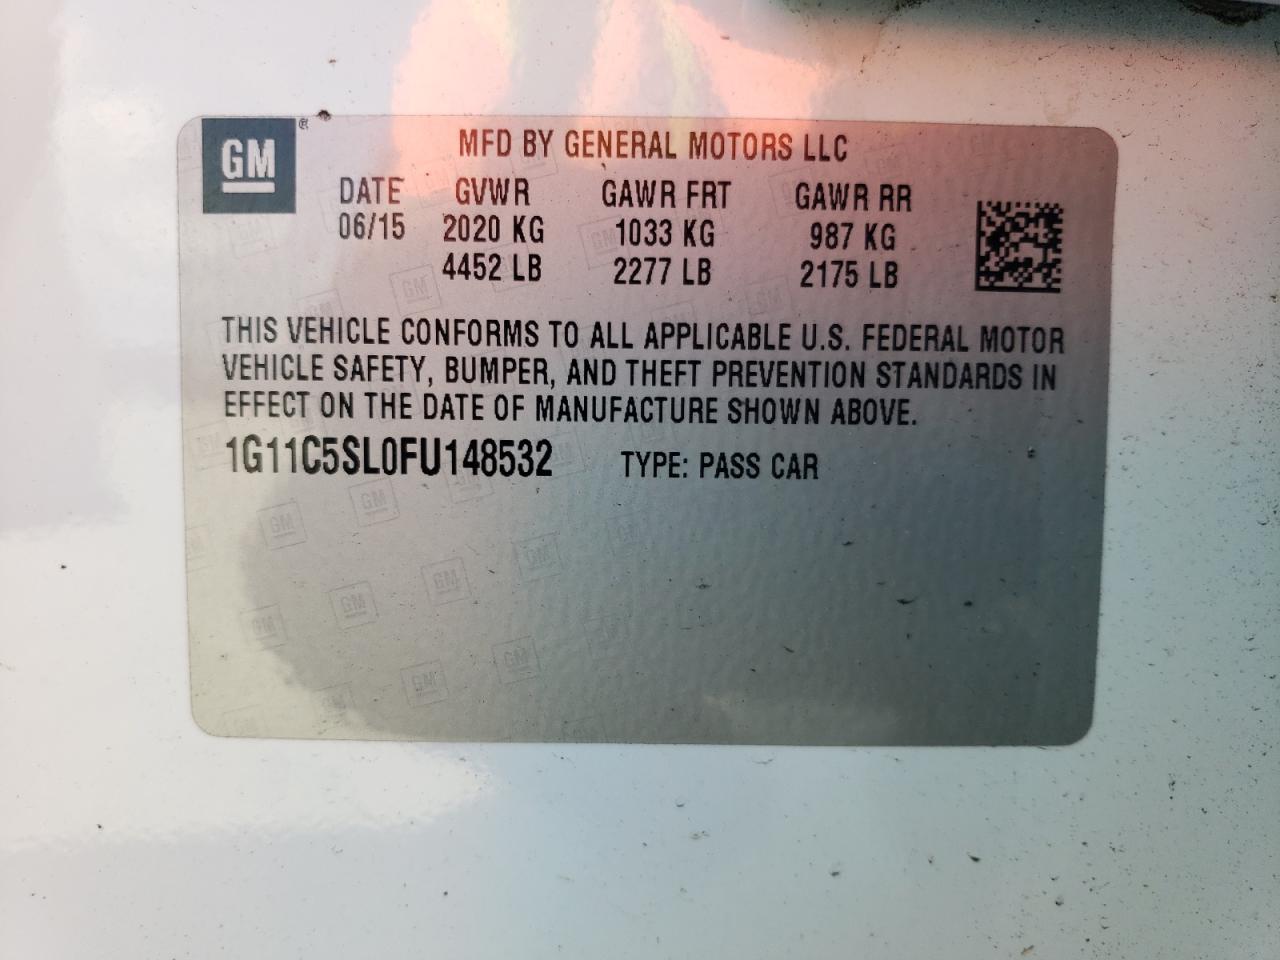 GM ®
MFD BY GENERAL MOTORS LLC
DATE GVWR GAWR FRT GAWR RR
06/15 2020 KG 1033 KG 987 KG
4452 LB 2277 LB 2175 LB
THIS VEHICLE CONFORMS TO ALL APPLICABLE U.S. FEDERAL MOTOR
VEHICLE SAFETY, BUMPER, AND THEFT PREVENTION STANDARDS IN
EFFECT ON THE DATE OF MANUFACTURE SHOWN ABOVE.
1G11C5SL0FU148532 TYPE: PASS CAR